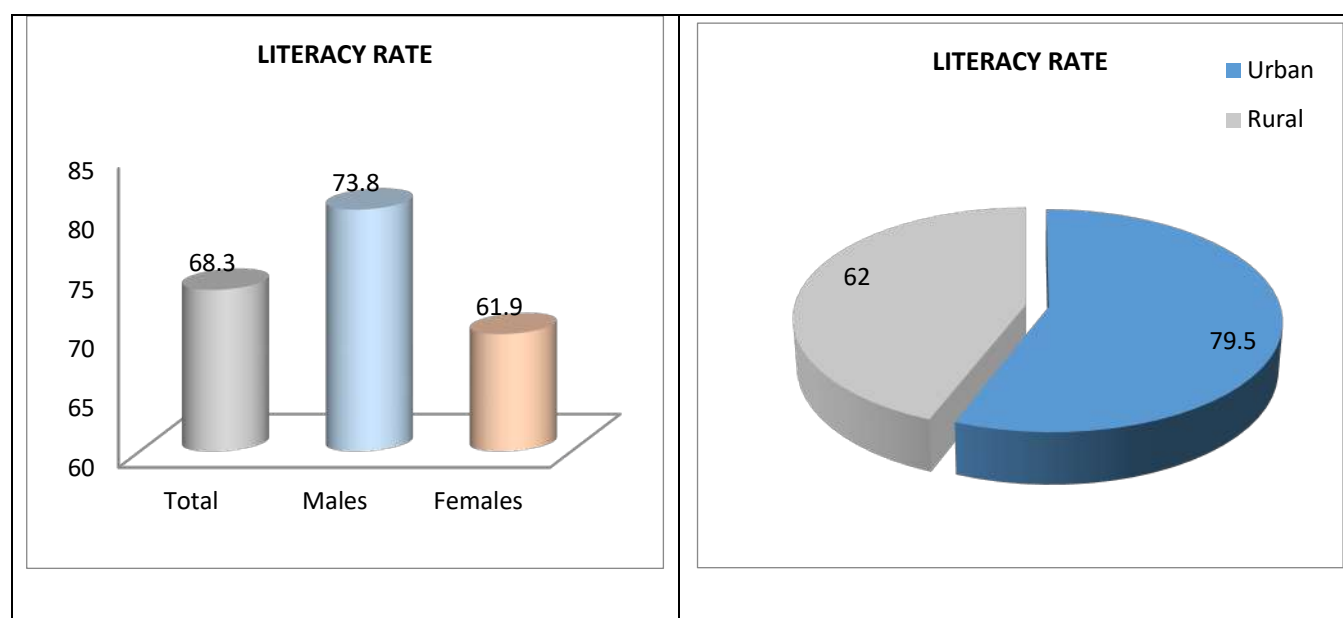 LITERACY RATE
85
80
75
70
65
60
68.3
73.8
61.9
Total Males Females
LITERACY RATE
Urban
Rural
62
79.5